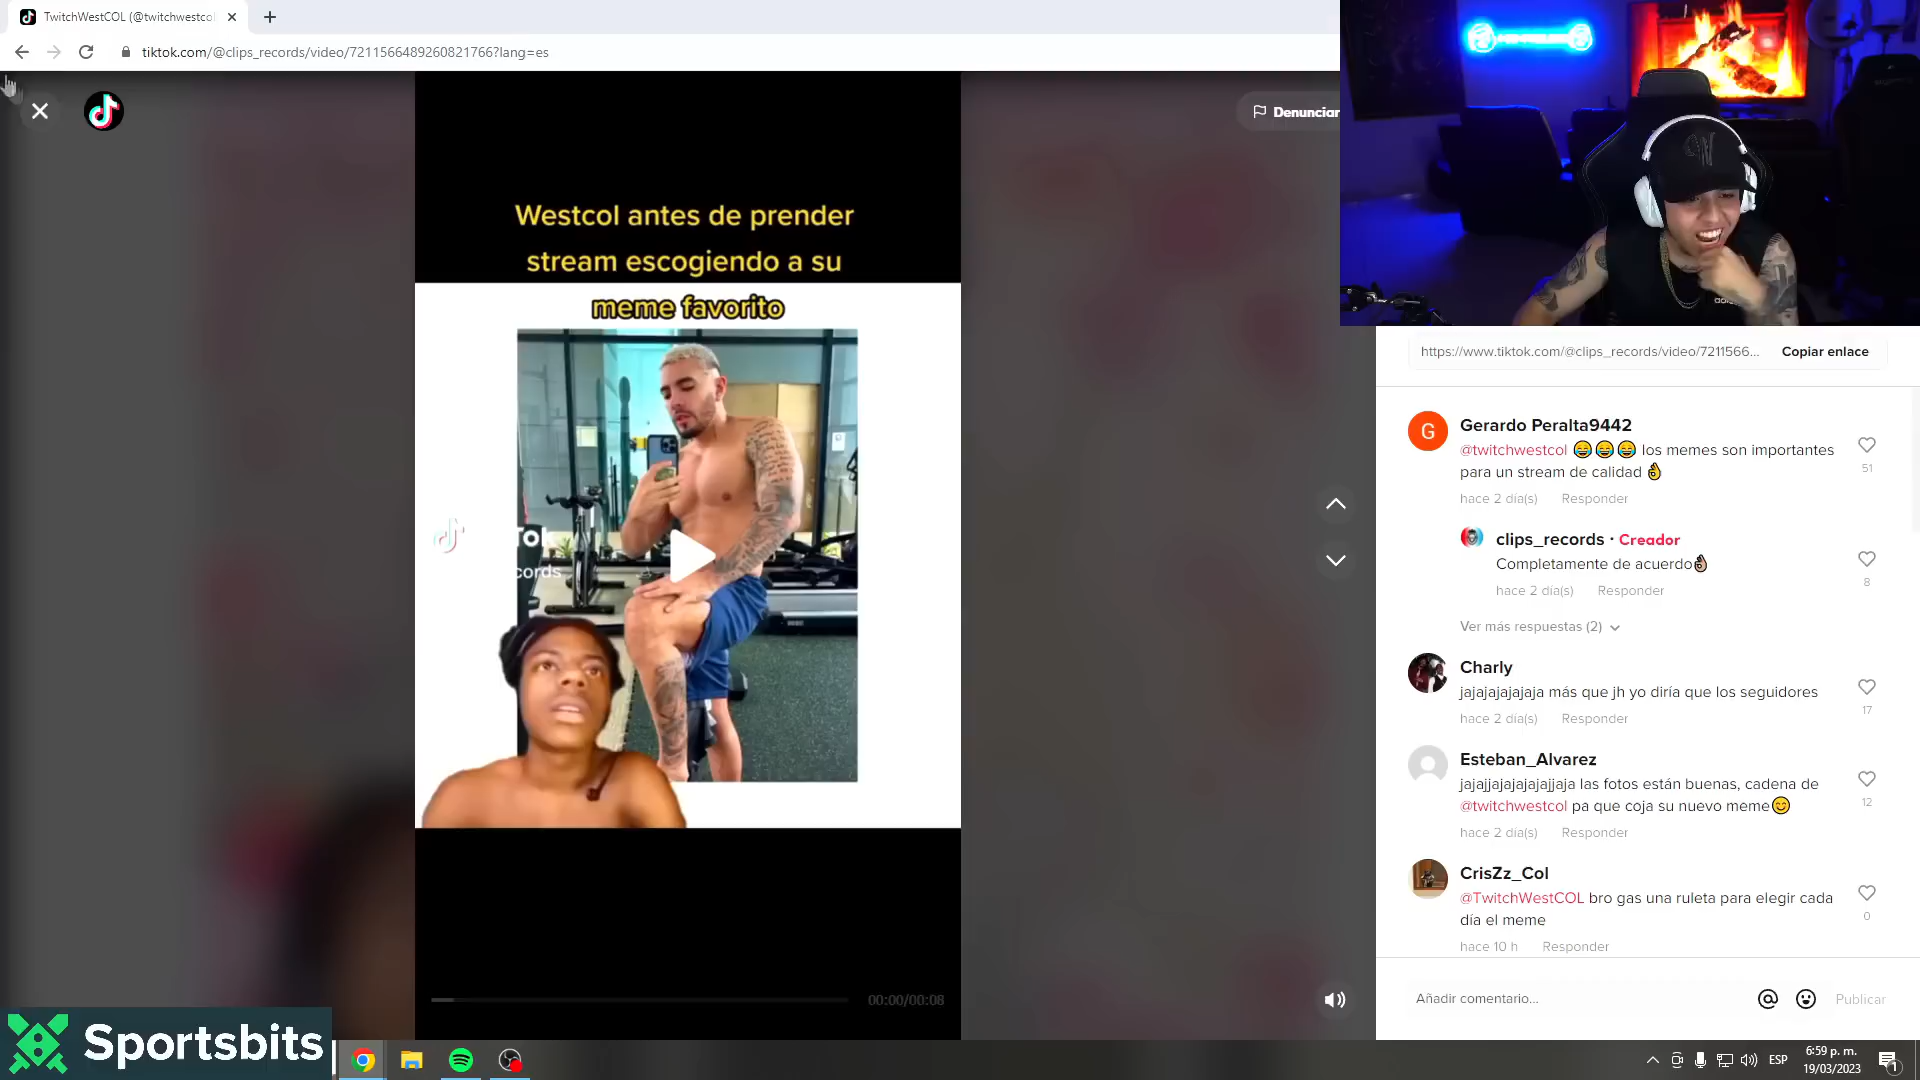 TwitchWestCOL (@twitchwestco
tiktok.com/@clips_records/video/7211566489260821766?lang=es
Denunciar
Westcol antes de prender
stream escogiendo a su
meme favorito
Tok
cords
00:00/00:08
https://www.tiktok.com/@clips_records/video/7211566...
Copiar enlace
G
Gerardo Peralta9442
@twitchwestcol 😂😂😂 los memes son importantes
para un stream de calidad 👌
51
hace 2 día(s) Responder
clips_records · Creador
Completamente de acuerdo👌🏽
8
hace 2 día(s) Responder
Ver más respuestas (2)
Charly
jajajajajajaja más que jh yo diría que los seguidores
17
hace 2 día(s) Responder
Esteban_Alvarez
jajajjajajajajajjaja las fotos están buenas, cadena de
@twitchwestcol pa que coja su nuevo meme😊
12
hace 2 día(s) Responder
CrisZz_Col
@TwitchWestCOL bro gas una ruleta para elegir cada
día el meme
0
hace 10 h Responder
Añadir comentario...
Publicar
Sportsbits
ESP
6:59 p. m.
19/03/2023
1